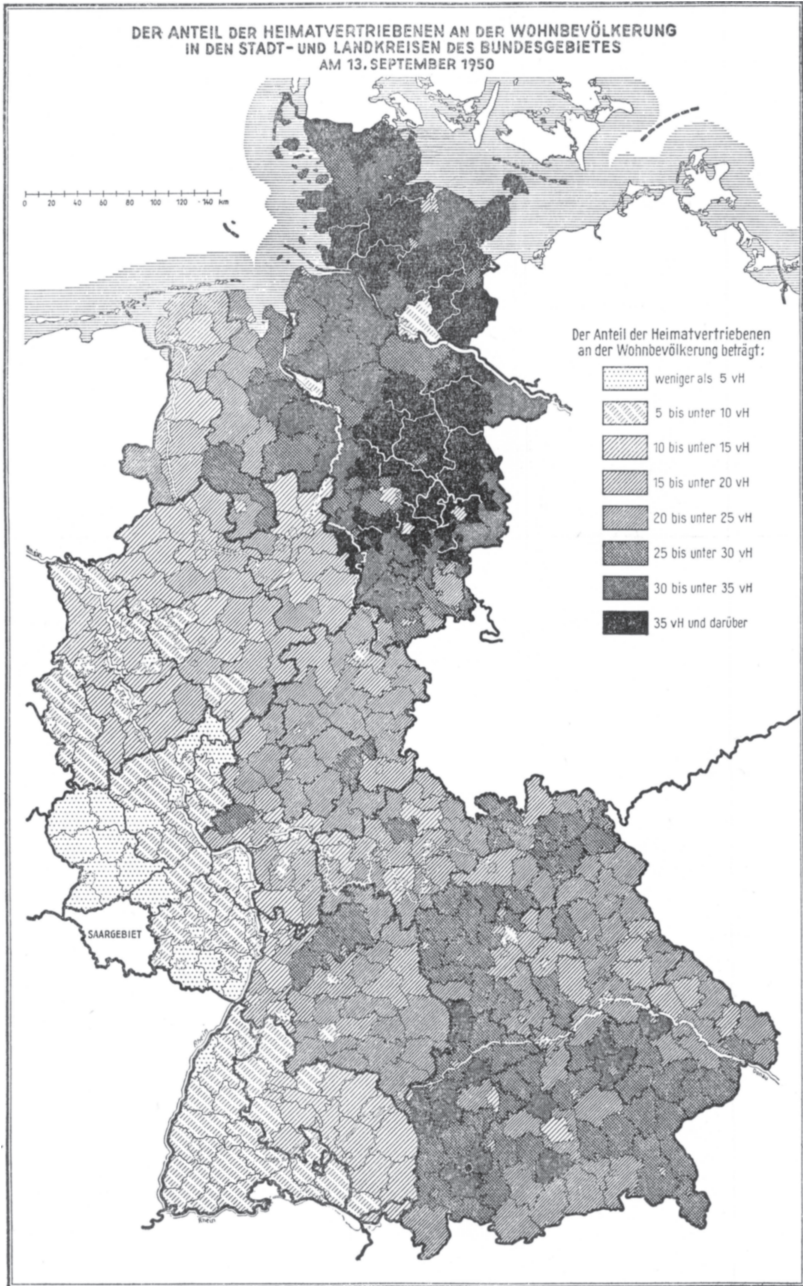 DER ANTEIL DER HEIMATVERTRIEBENEN AN DER WOHNBEVÖLKERUNG
IN DEN STADT- UND LANDKREISEN DES BUNDESGEBIETES
AM 13. SEPTEMBER 1950
0 20 40 60 80 100 120 140 km
Der Anteil der Heimatvertriebenen
an der Wohnbevölkerung beträgt:
weniger als 5 vH
5 bis unter 10 vH
10 bis unter 15 vH
15 bis unter 20 vH
20 bis unter 25 vH
25 bis unter 30 vH
30 bis unter 35 vH
35 vH und darüber
SAARGEBIET
Donau
Rhein